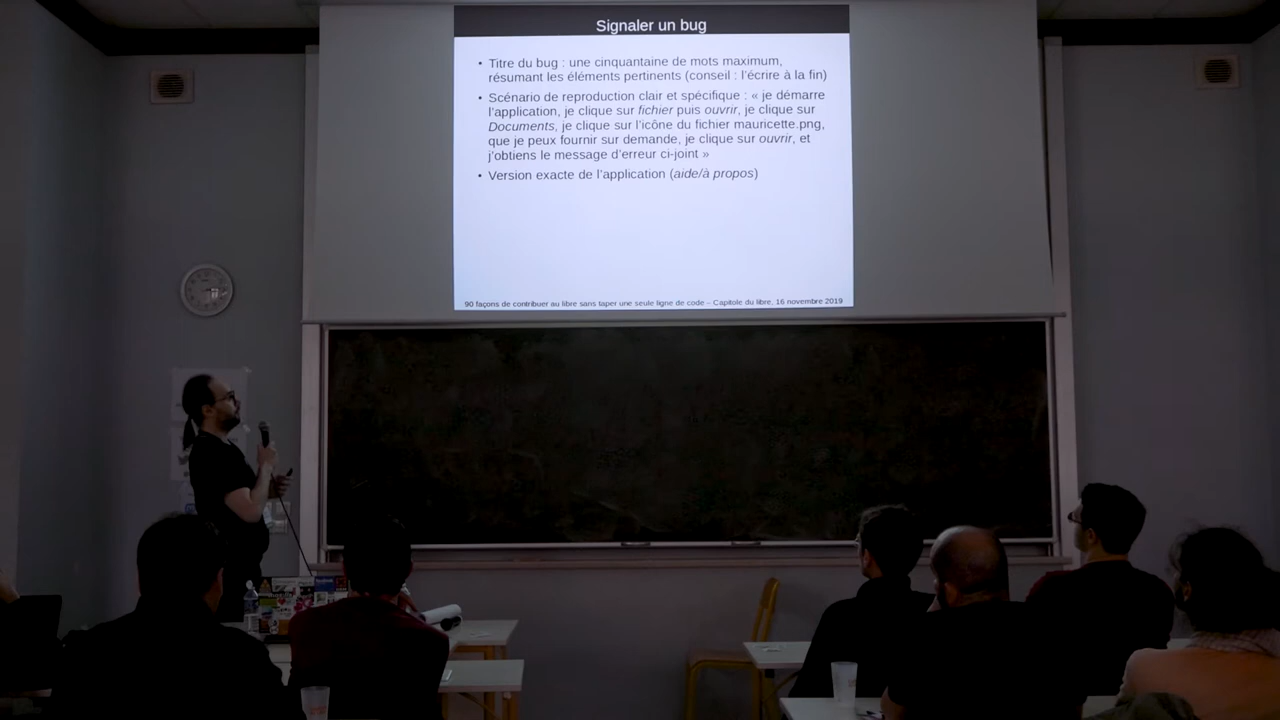 Signaler un bug
• Titre du bug : une cinquantaine de mots maximum,
résumant les éléments pertinents (conseil : l'écrire à la fin)
• Scénario de reproduction clair et spécifique : « je démarre
l'application, je clique sur fichier puis ouvrir, je clique sur
Documents, je clique sur l'icône du fichier mauricette.png,
que je peux fournir sur demande, je clique sur ouvrir, et
j'obtiens le message d'erreur ci-joint »
• Version exacte de l'application (aide/à propos)
90 façons de contribuer au libre sans taper une seule ligne de code – Capitole du libre, 16 novembre 2019